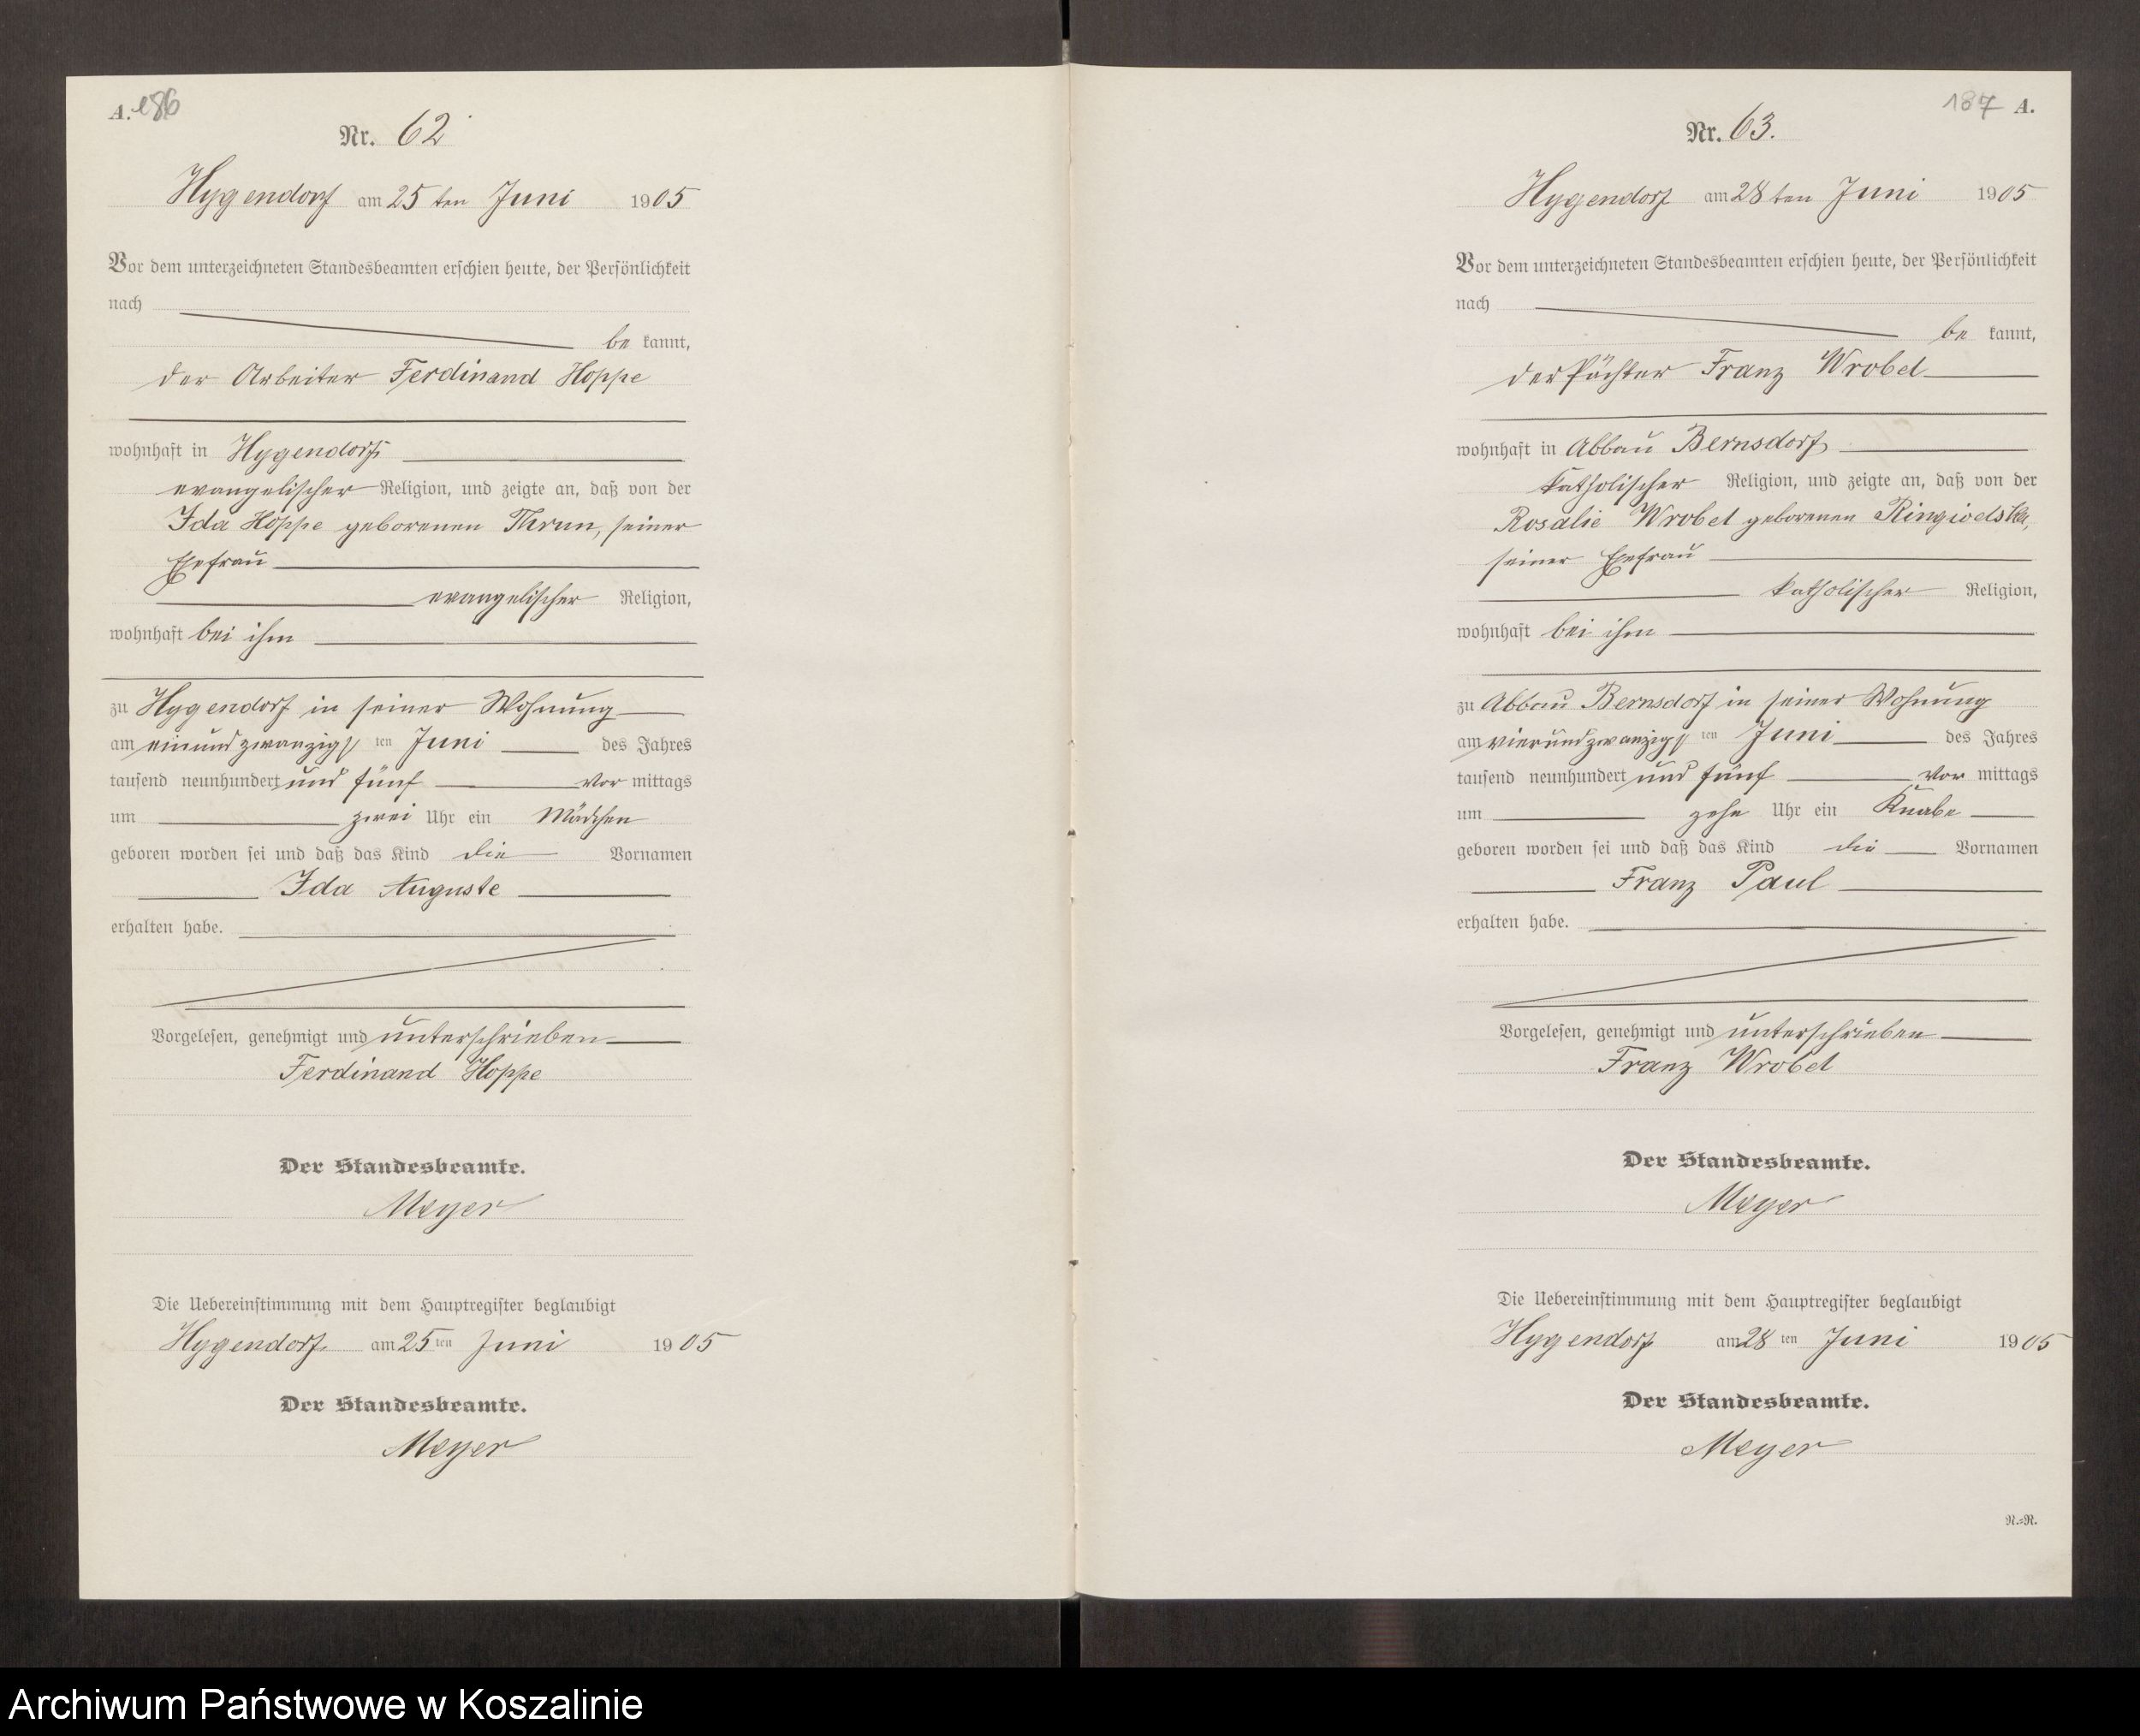 A. 186
Nr. 62
Hygendorf am 25 ten Juni 1905
Vor dem unterzeichneten Standesbeamten erschien heute, der Persönlichkeit
nach
be kannt,
der Arbeiter Ferdinand Hoppe
wohnhaft in Hygendorf
evangelischer Religion, und zeigte an, daß von der
Ida Hoppe geborenen Thrun, seiner
Ehefrau
evangelischer Religion,
wohnhaft bei ihm
zu Hygendorf in seiner Wohnung
am einundzwanzigs ten Juni des Jahres
tausend neunhundert und fünf vor mittags
um zwei Uhr ein Mädchen
geboren worden sei und daß das Kind die Vornamen
Ida Auguste
erhalten habe.
Vorgelesen, genehmigt und unterschrieben
Ferdinand Hoppe
Der Standesbeamte.
Meyer
Die Uebereinstimmung mit dem Hauptregister beglaubigt
Hygendorf am 25 ten Juni 1905
Der Standesbeamte.
Meyer
187 A.
Nr. 63.
Hygendorf am 28 ten Juni 1905
Vor dem unterzeichneten Standesbeamten erschien heute, der Persönlichkeit
nach
be kannt,
der Pächter Franz Wrobel
wohnhaft in Abbau Bernsdorf
katholischer Religion, und zeigte an, daß von der
Rosalie Wrobel geborenen
seiner Ehefrau
katholischer Religion,
wohnhaft bei ihm
zu Abbau Bernsdorf in seiner Wohnung
am vierundzwanzigs ten Juni des Jahres
tausend neunhundert und fünf vor mittags
um zehn Uhr ein Knabe
geboren worden sei und daß das Kind die Vornamen
Franz Paul
erhalten habe.
Vorgelesen, genehmigt und unterschrieben
Franz Wrobel
Der Standesbeamte.
Meyer
Die Uebereinstimmung mit dem Hauptregister beglaubigt
Hygendorf am 28 ten Juni 1905
Der Standesbeamte.
Meyer
R.=R.
Archiwum Państwowe w Koszalinie